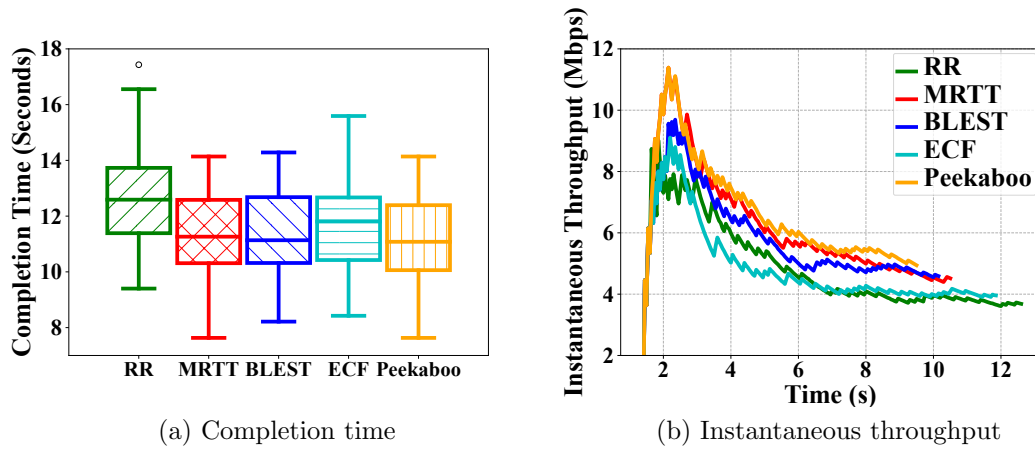 18
16
14
12
10
8
Completion Time (Seconds)
RR MRTT BLEST ECF Peekaboo
(a) Completion time
12
10
8
6
4
2
Instantaneous Throughput (Mbps)
RR
MRTT
BLEST
ECF
Peekaboo
2 4 6 8 10 12
Time (s)
(b) Instantaneous throughput